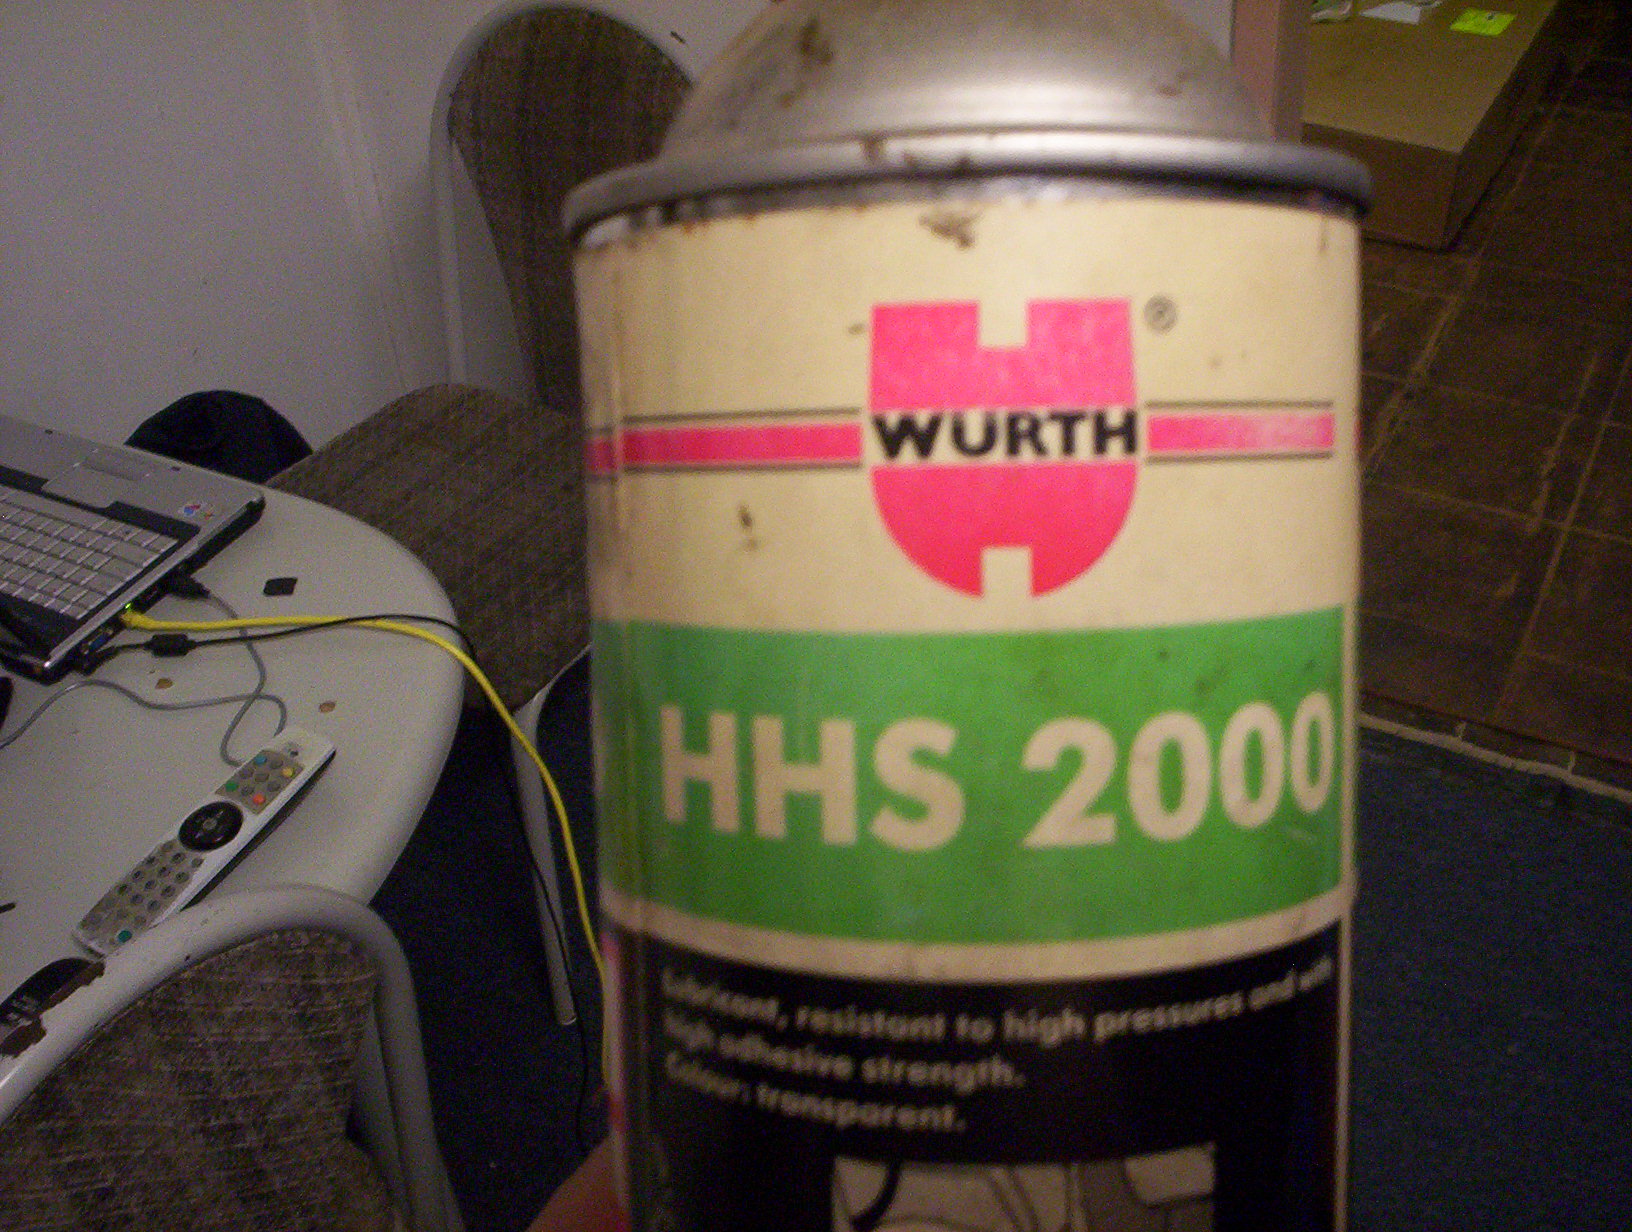 ®
WURTH
HHS 2000
Lubricant, resistant to high pressures and with
high adhesive strength.
Colour: transparent.